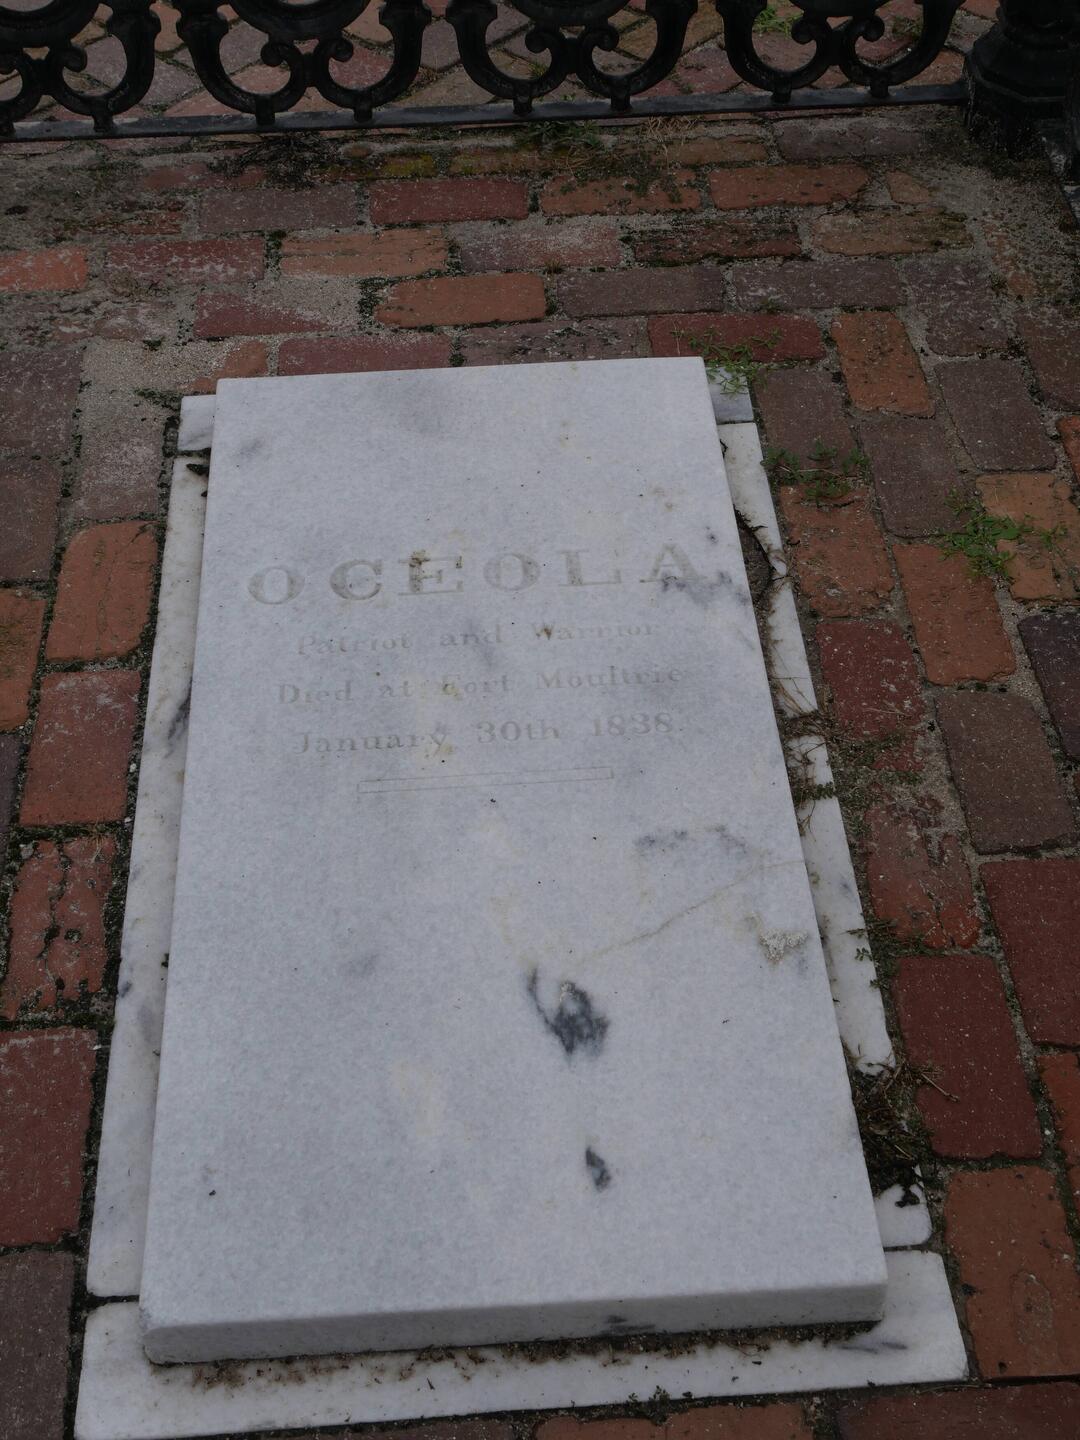 OCEOLA
Patriot and Warrior
Died at Fort Moultrie
January 30th 1838.